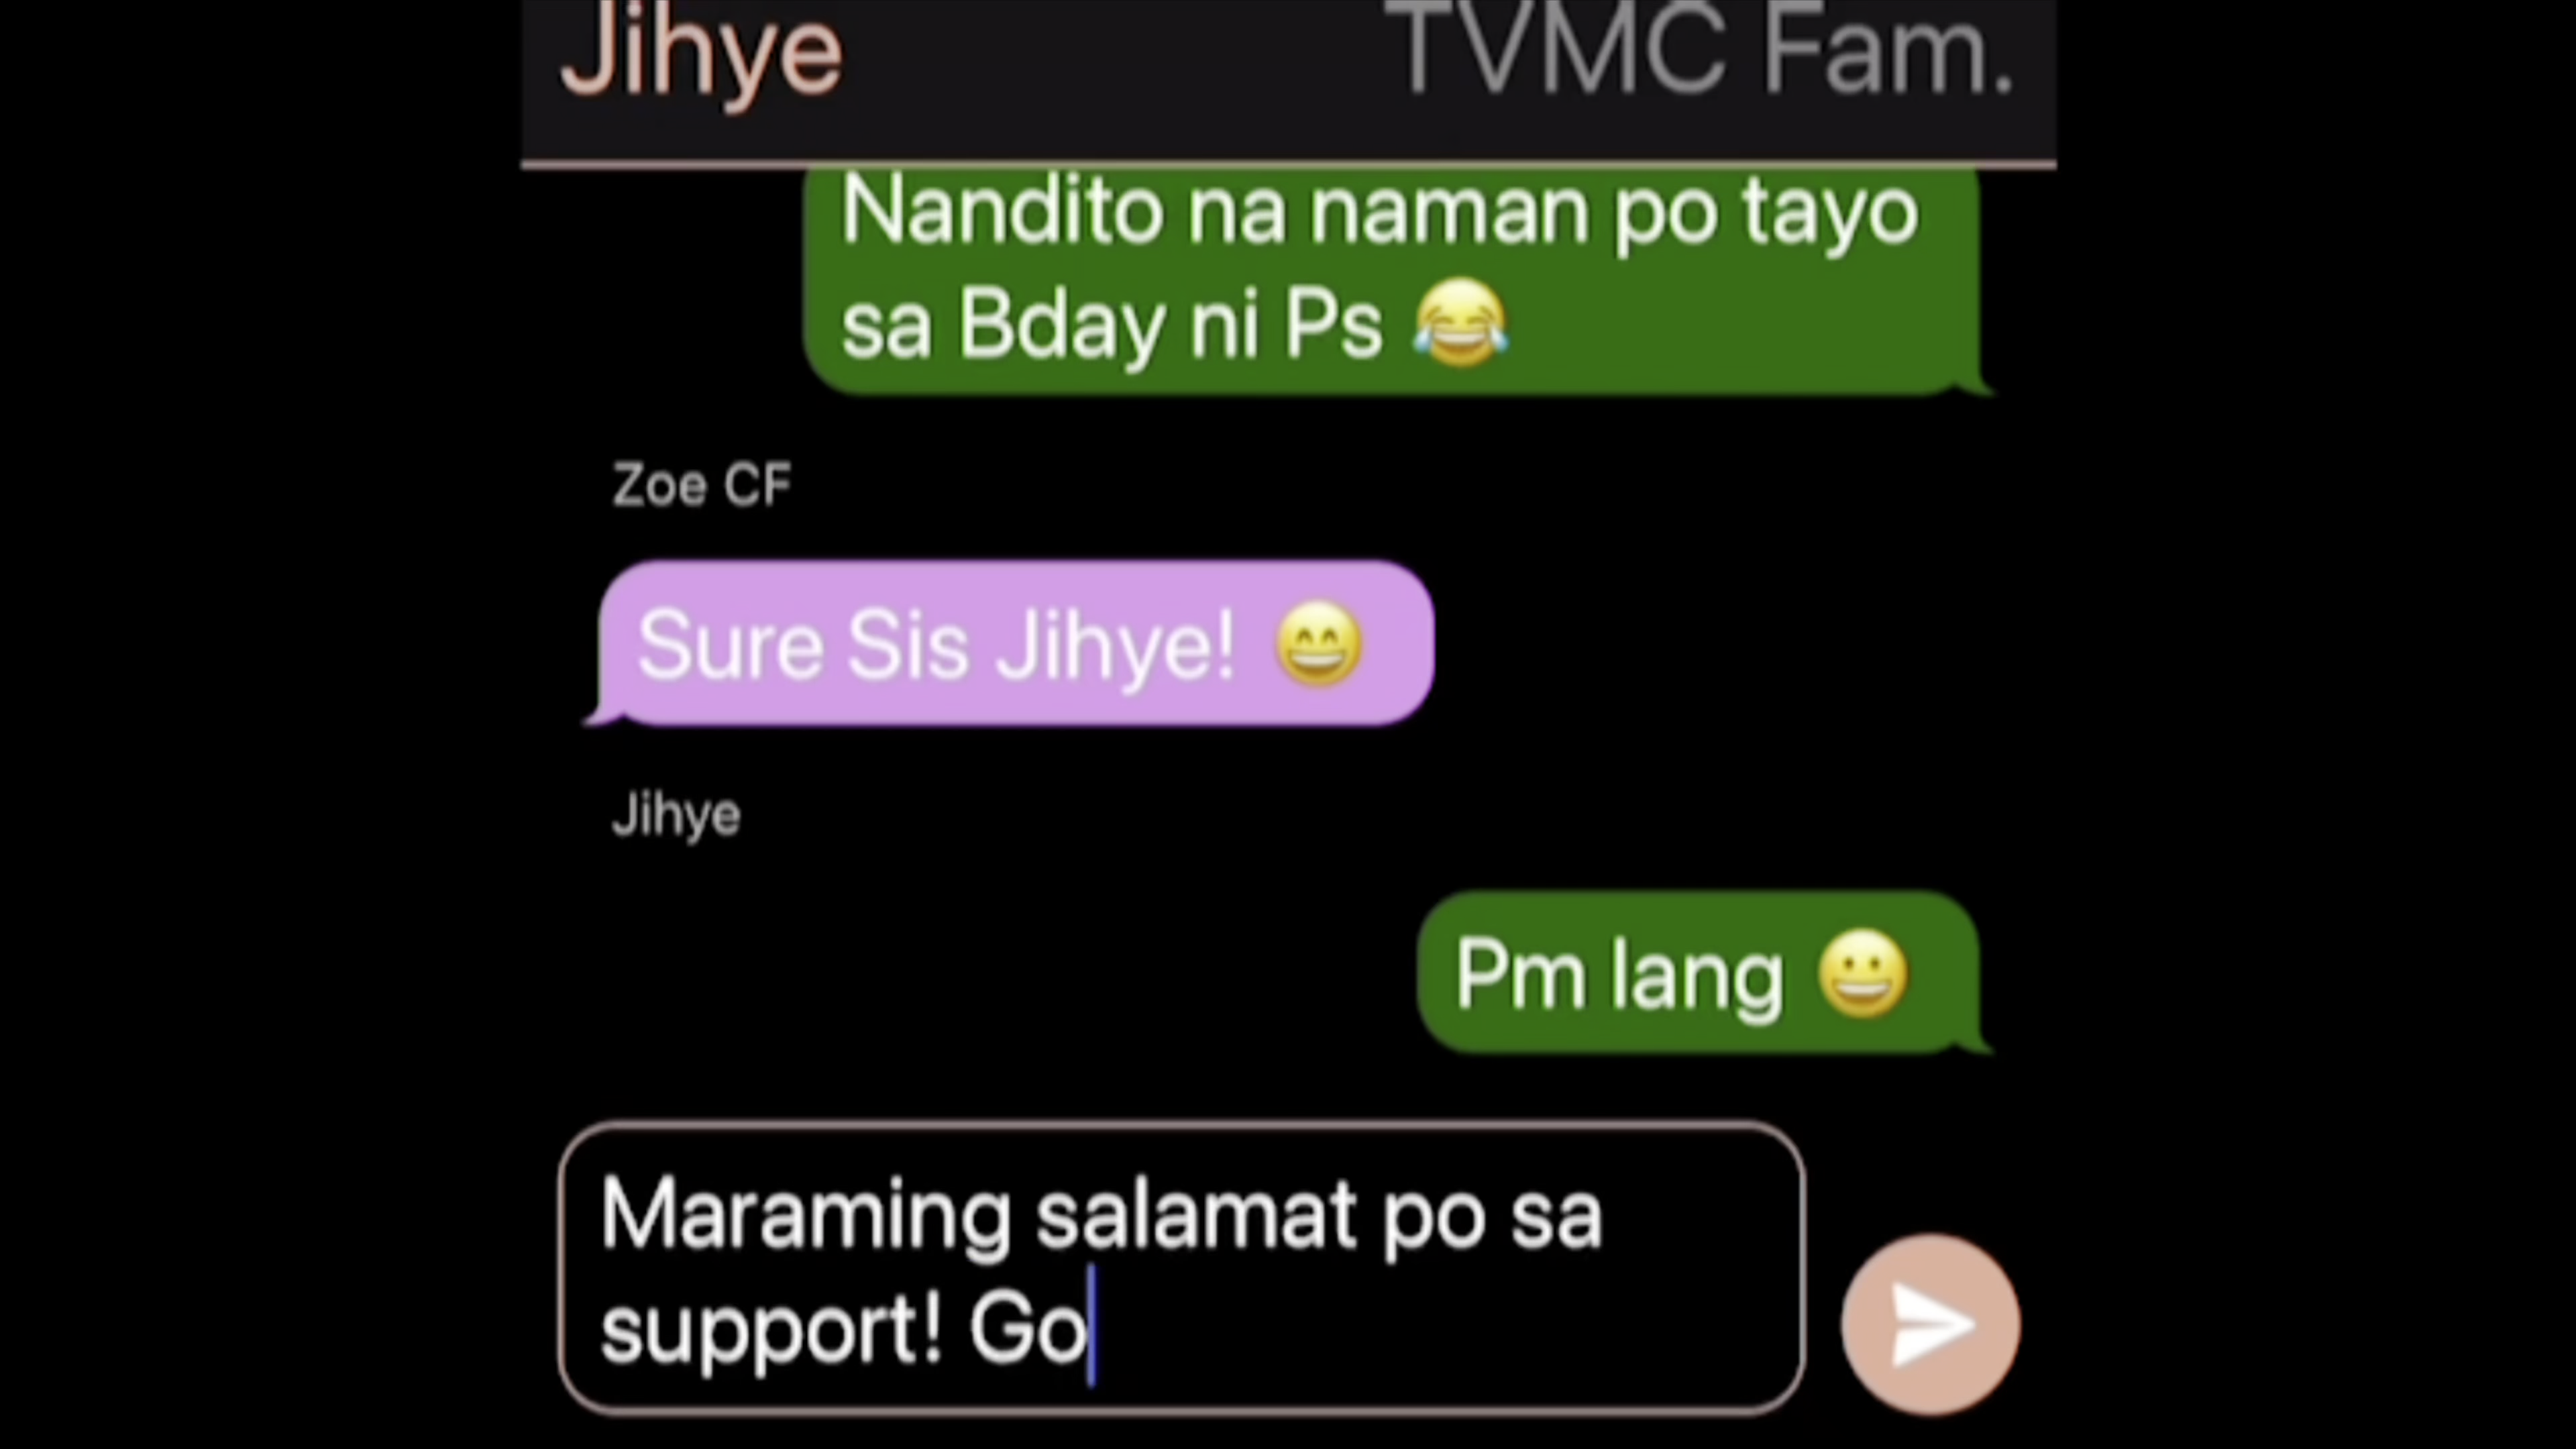 Jihye TVMC Fam.
Nandito na naman po tayo
sa Bday ni Ps 😂
Zoe CF
Sure Sis Jihye! 😄
Jihye
Pm lang 😀
Maraming salamat po sa
support! Go